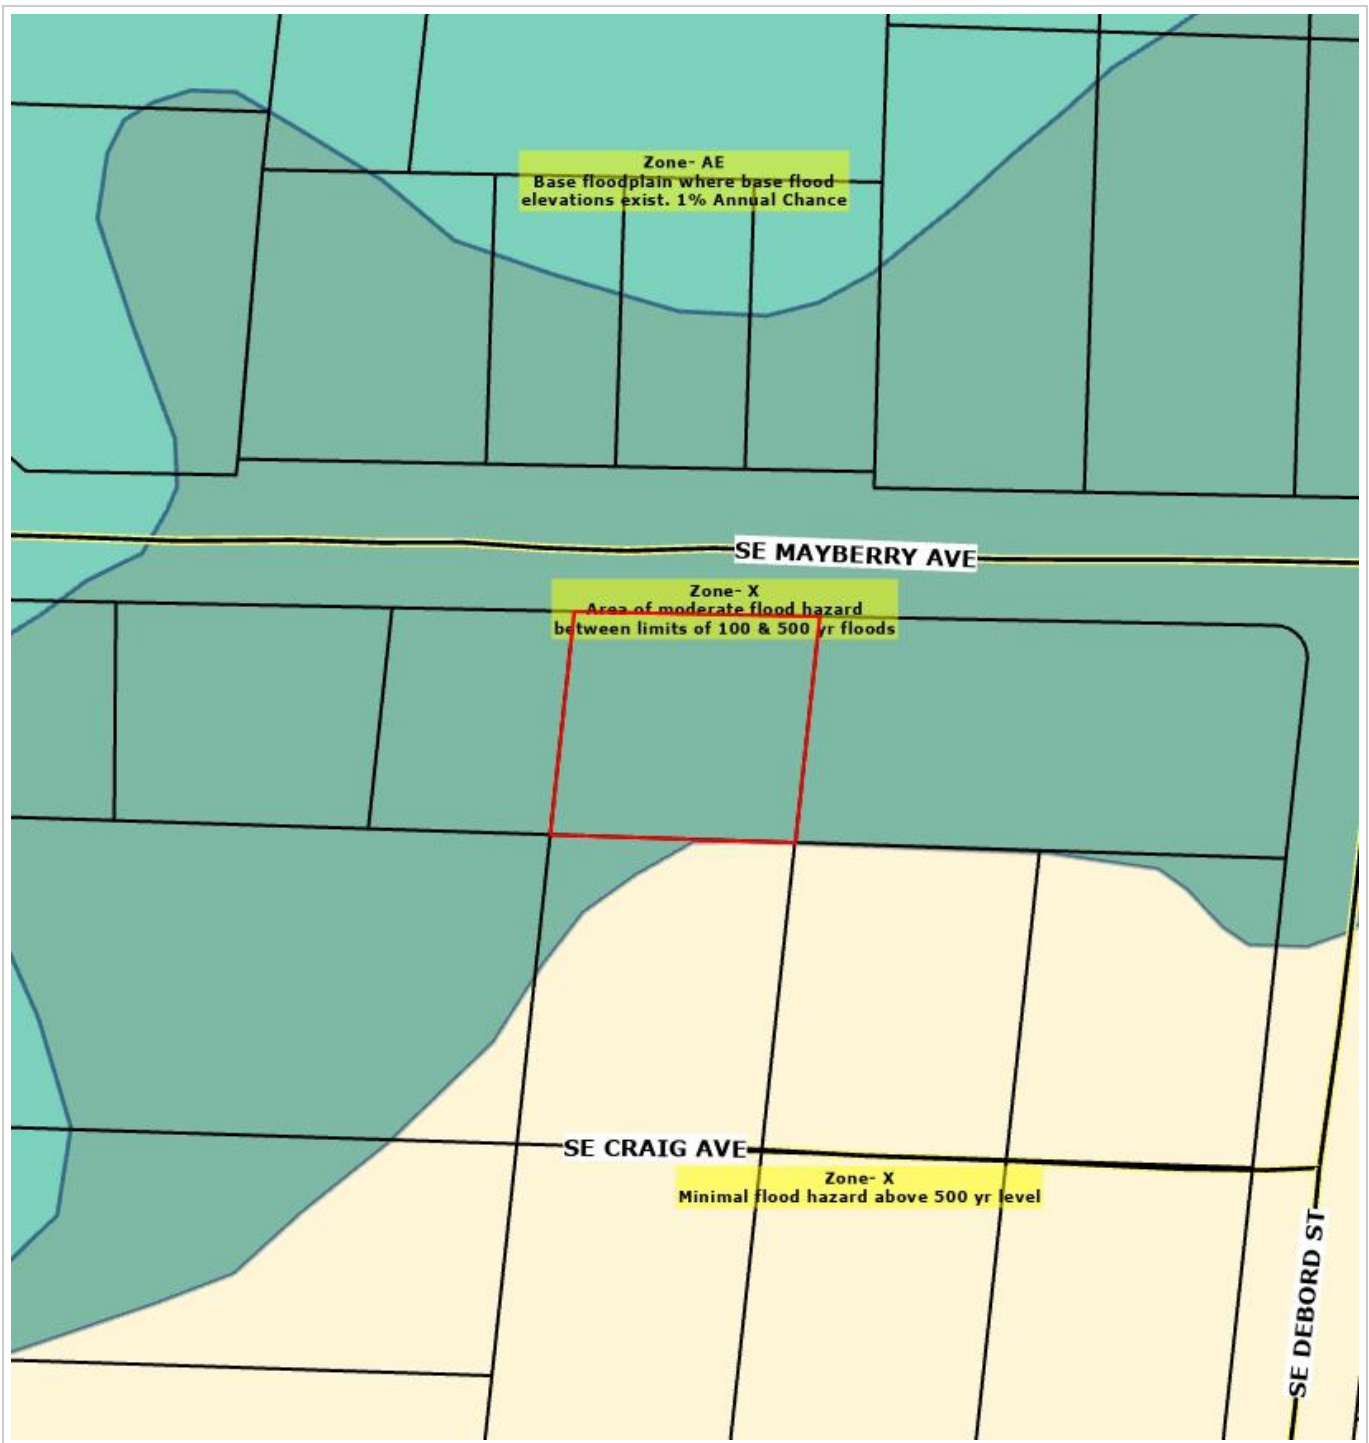 Zone- AE
Base floodplain where base flood
elevations exist. 1% Annual Chance
SE MAYBERRY AVE
Zone- X
Area of moderate flood hazard
between limits of 100 & 500 yr floods
SE CRAIG AVE
Zone- X
Minimal flood hazard above 500 yr level
SE DEBORD ST